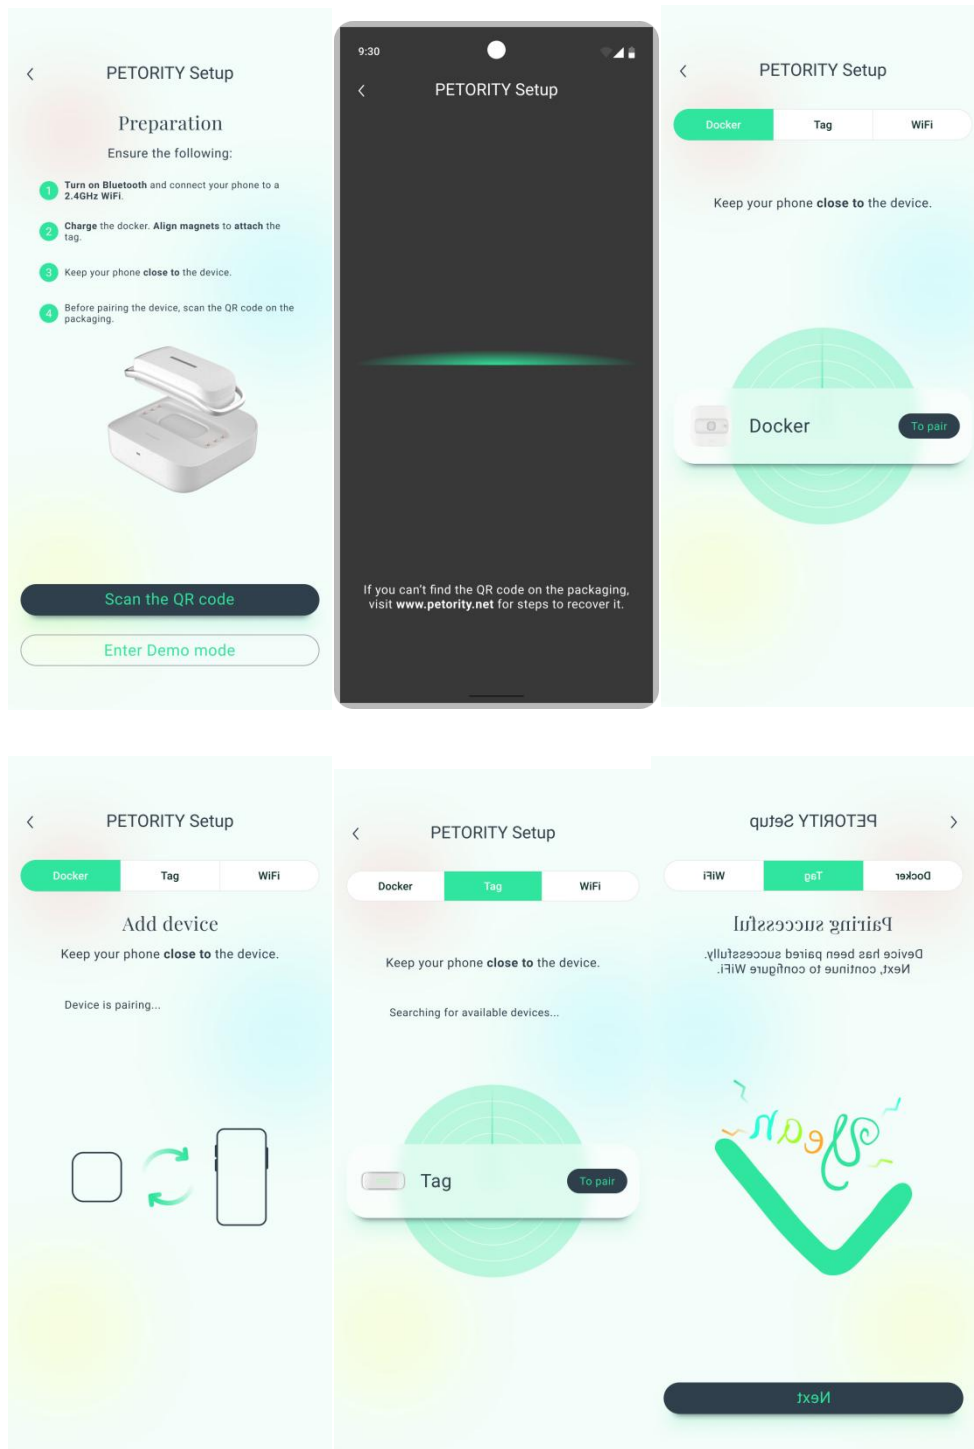 PETORITY Setup
Preparation
Ensure the following:
1 Turn on Bluetooth and connect your phone to a
2.4GHz WiFi.
2 Charge the docker. Align magnets to attach the
tag.
3 Keep your phone close to the device.
4 Before pairing the device, scan the QR code on the
packaging.
Scan the QR code
Enter Demo mode
9:30
PETORITY Setup
If you can't find the QR code on the packaging,
visit www.petority.net for steps to recover it.
PETORITY Setup
Docker Tag WiFi
Keep your phone close to the device.
Docker To pair
PETORITY Setup
Docker Tag WiFi
Add device
Keep your phone close to the device.
Device is pairing...
PETORITY Setup
Docker Tag WiFi
Keep your phone close to the device.
Searching for available devices...
Tag To pair
PETORITY Setup
Docker Tag WiFi
Pairing successful
Device has been paired successfully.
Next, continue to configure WiFi.
Yeah
Next